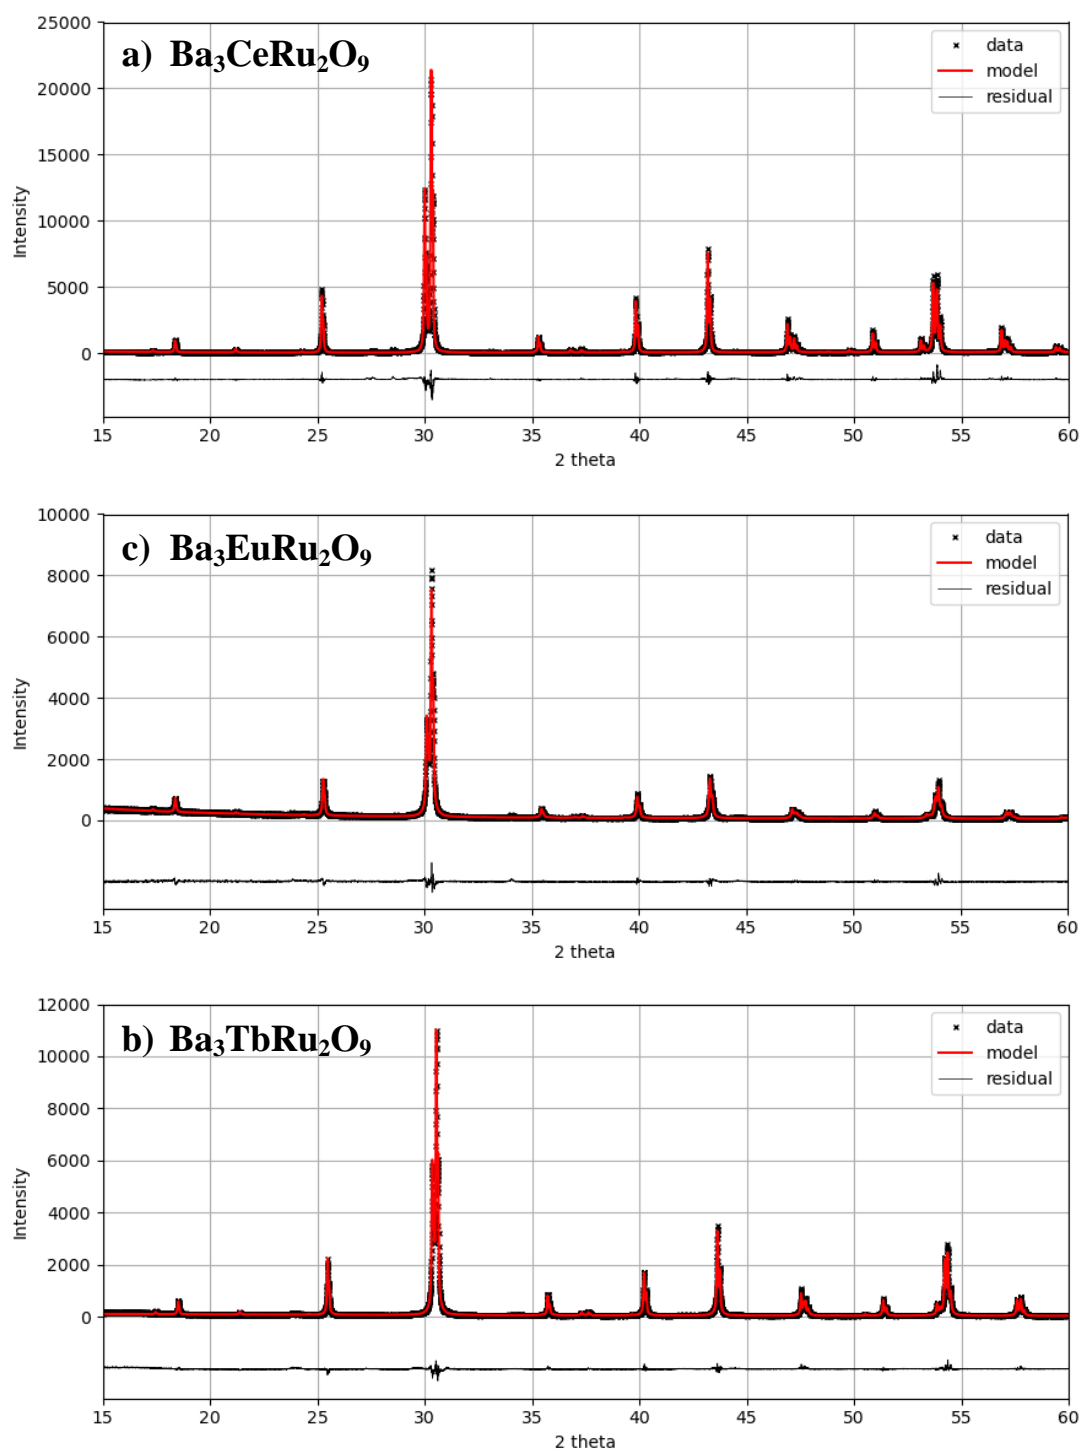 25000
a) Ba₃CeRu₂O₉
data
model
residual
20000
15000
10000
5000
0
Intensity
15 20 25 30 35 40 45 50 55 60
2 theta
10000
c) Ba₃EuRu₂O₉
data
model
residual
8000
6000
4000
2000
0
Intensity
15 20 25 30 35 40 45 50 55 60
2 theta
12000
b) Ba₃TbRu₂O₉
data
model
residual
10000
8000
6000
4000
2000
0
Intensity
15 20 25 30 35 40 45 50 55 60
2 theta